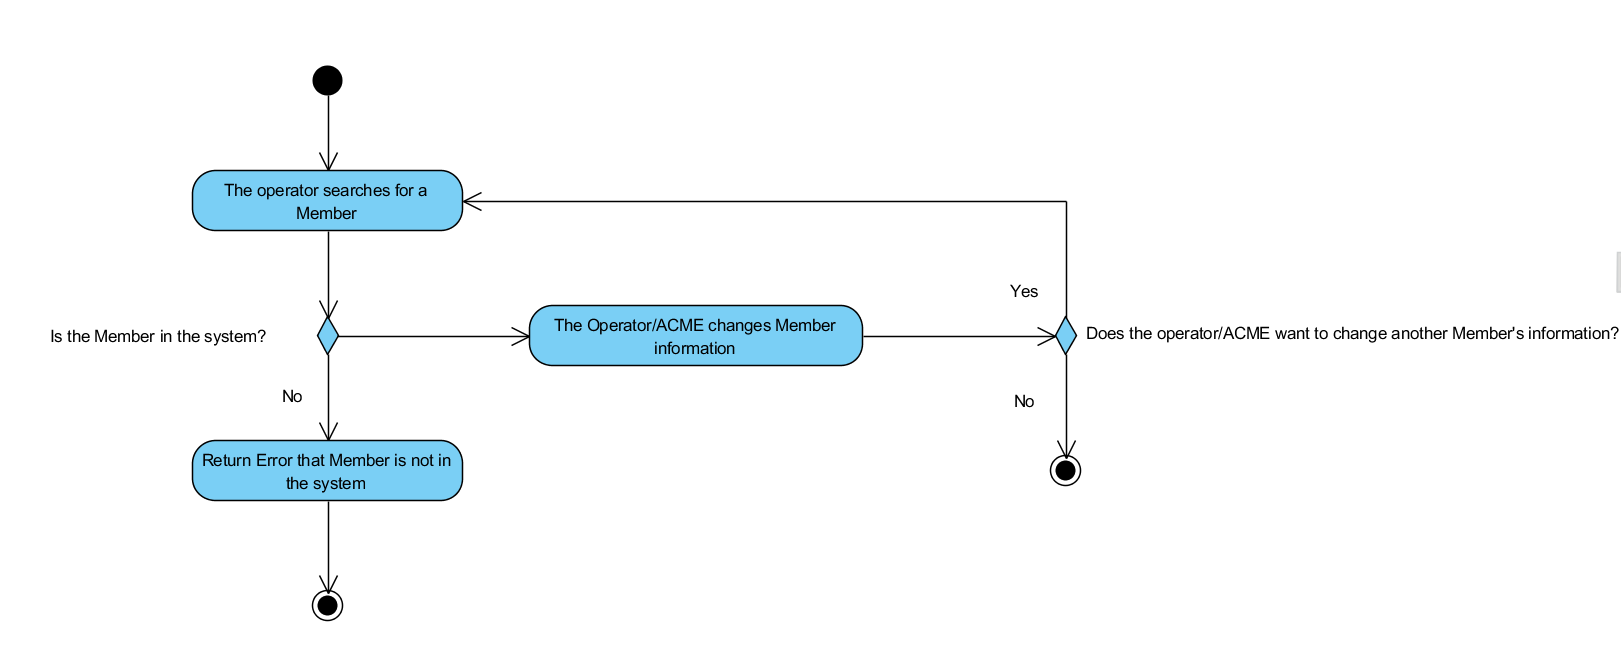 The operator searches for a
Member
Yes
Is the Member in the system?
The Operator/ACME changes Member
information
Does the operator/ACME want to change another Member's information?
No
No
Return Error that Member is not in
the system